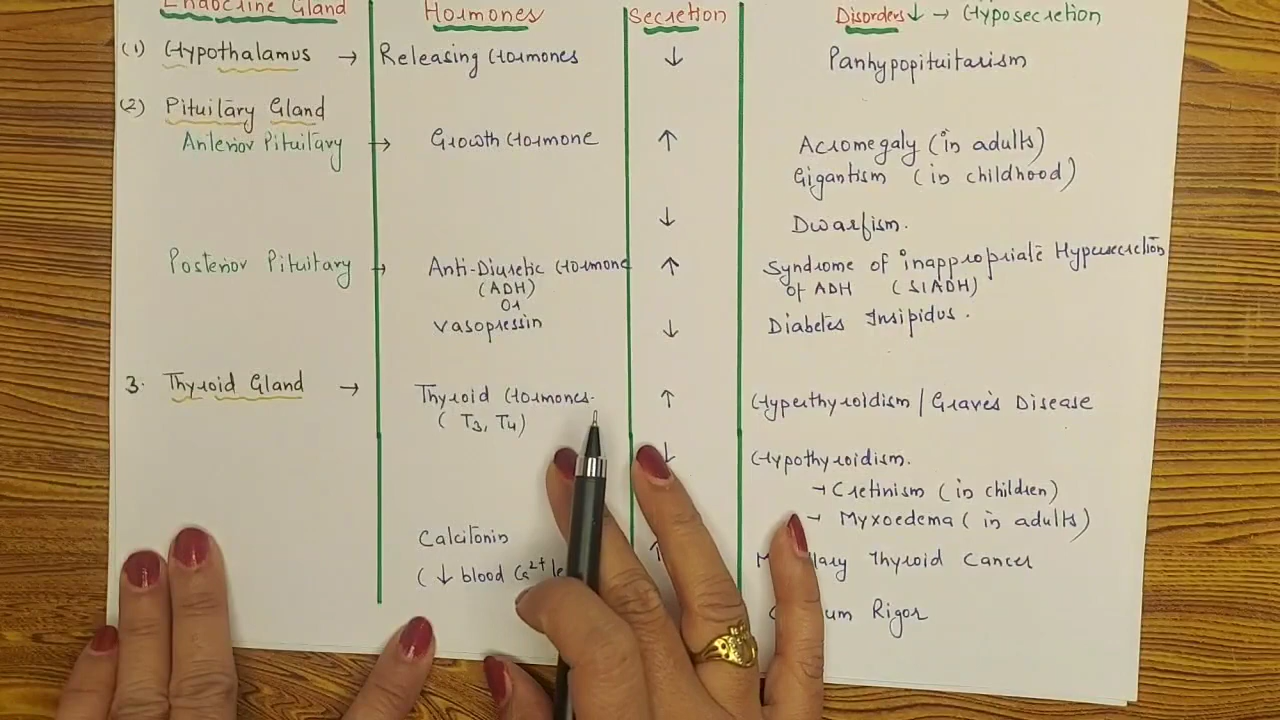 Endocrine Gland Hormones Secretion Disorders ↓ → Hyposecretion
(1) Hypothalamus → Releasing Hormones ↓ Panhypopituitarism
(2) Pituitary Gland
Anterior Pituitary → Growth Hormone ↑ Acromegaly (in adults)
Gigantism (in childhood)
↓ Dwarfism.
Posterior Pituitary → Anti-Diuretic Hormone ↑ Syndrome of inappropriate Hypersecretion
(ADH) of ADH (SIADH)
Or
Vasopressin ↓ Diabetes Insipidus.
3. Thyroid Gland → Thyroid Hormones. ↑ Hyperthyroidism / Graves Disease
(T3, T4)
↓ Hypothyroidism.
→ Cretinism (in children)
→ Myxoedema (in adults)
Calcitonin ↑ Thyroid Cancer
(↓ blood Ca2+
Rigor